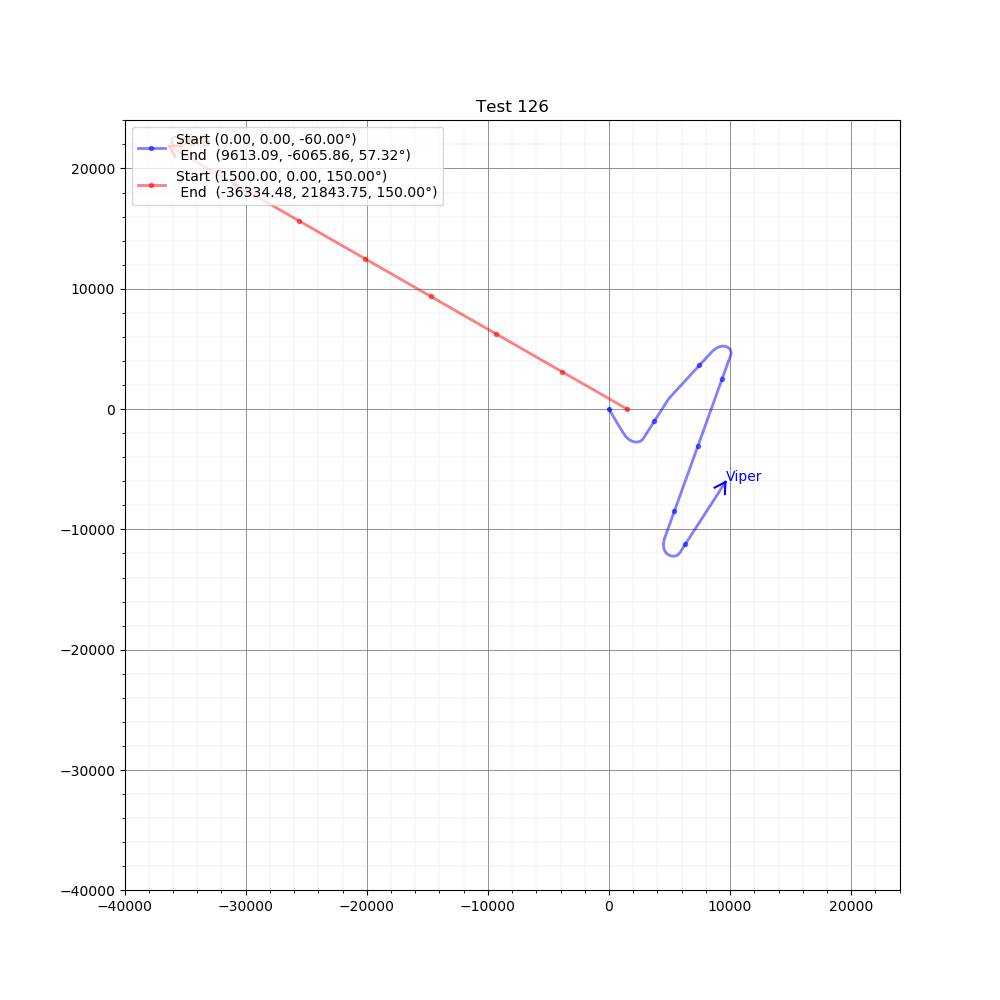 Test 126
Start (0.00, 0.00, -60.00°)
End (9613.09, -6065.86, 57.32°)
Start (1500.00, 0.00, 150.00°)
End (-36334.48, 21843.75, 150.00°)
20000
10000
0
−10000
−20000
−30000
−40000
Viper
−40000 −30000 −20000 −10000 0 10000 20000